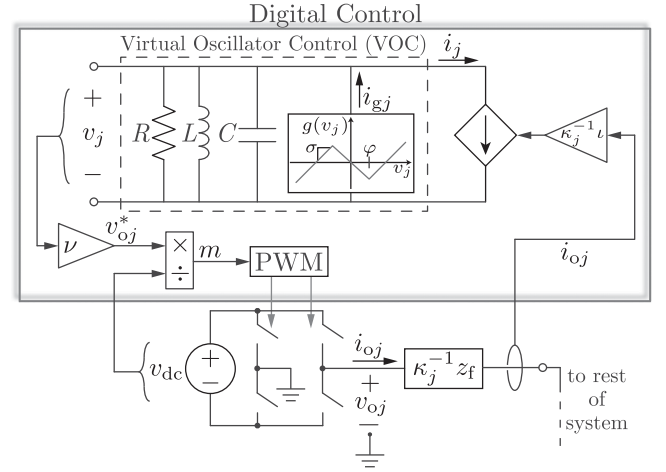 Digital Control
Virtual Oscillator Control (VOC)
i_j
+
v_j
−
R
L
C
g(v_j)
σ
φ
v_j
i_gj
κ_j^{-1} ι
ν
v_oj^*
×
÷
m
PWM
i_oj
v_dc
+
−
i_oj
+
v_oj
−
κ_j^{-1} z_f
to rest
of
system